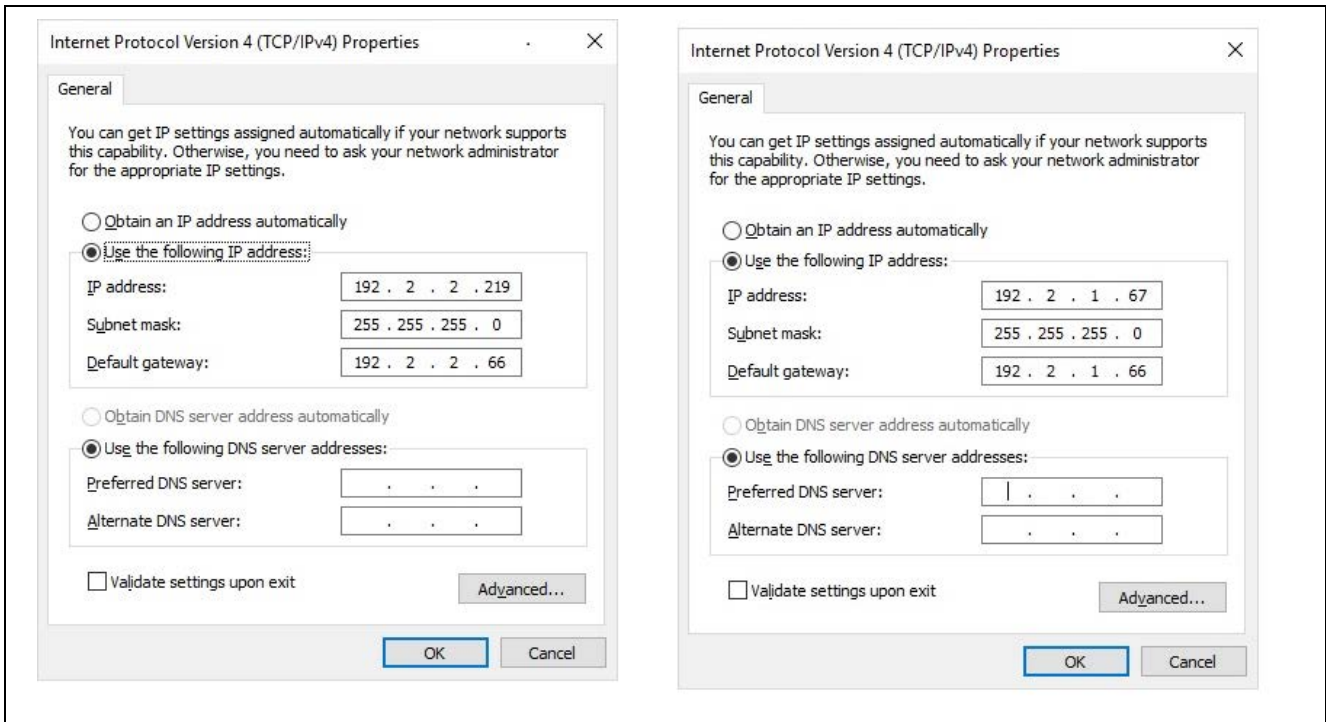 Internet Protocol Version 4 (TCP/IPv4) Properties
General
You can get IP settings assigned automatically if your network supports
this capability. Otherwise, you need to ask your network administrator
for the appropriate IP settings.
Obtain an IP address automatically
Use the following IP address:
IP address: 192 . 2 . 2 . 219
Subnet mask: 255 . 255 . 255 . 0
Default gateway: 192 . 2 . 2 . 66
Obtain DNS server address automatically
Use the following DNS server addresses:
Preferred DNS server: . . .
Alternate DNS server: . . .
Validate settings upon exit
Advanced...
OK Cancel
Internet Protocol Version 4 (TCP/IPv4) Properties
General
You can get IP settings assigned automatically if your network supports
this capability. Otherwise, you need to ask your network administrator
for the appropriate IP settings.
Obtain an IP address automatically
Use the following IP address:
IP address: 192 . 2 . 1 . 67
Subnet mask: 255 . 255 . 255 . 0
Default gateway: 192 . 2 . 1 . 66
Obtain DNS server address automatically
Use the following DNS server addresses:
Preferred DNS server: . . .
Alternate DNS server: . . .
Validate settings upon exit
Advanced...
OK Cancel